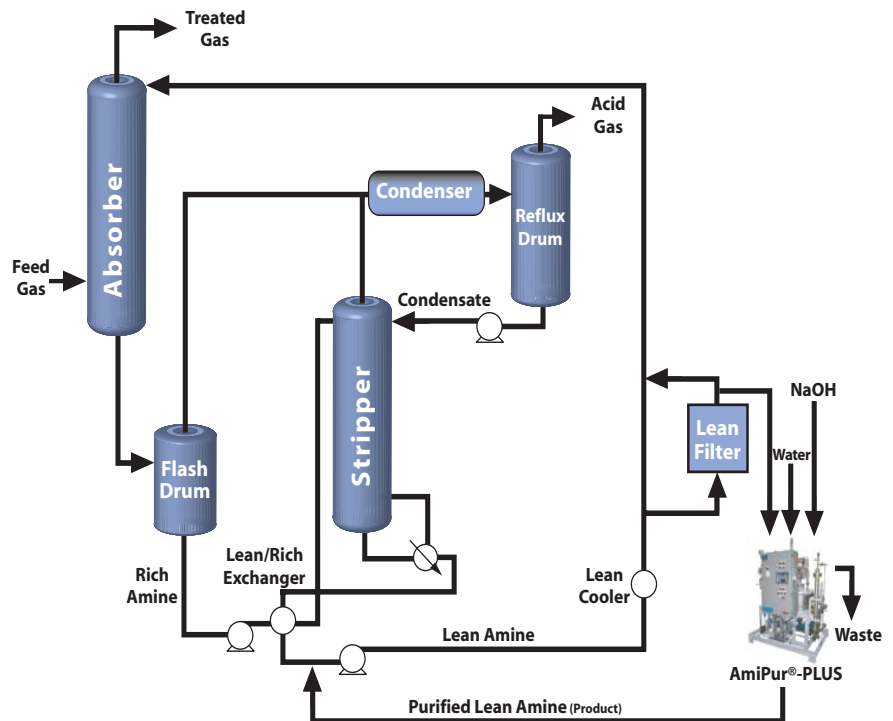 Treated
Gas
Acid
Gas
Absorber
Condenser
Reflux
Drum
Feed
Gas
Condensate
Stripper
NaOH
Lean
Filter
Water
Flash
Drum
Lean/Rich
Exchanger
Rich
Amine
Lean
Cooler
Lean Amine
Waste
AmiPur®-PLUS
Purified Lean Amine (Product)